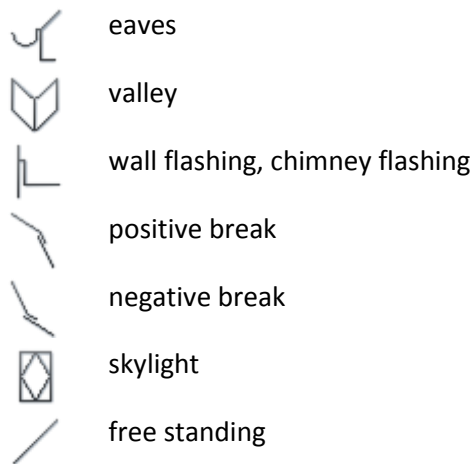 eaves
valley
wall flashing, chimney flashing
positive break
negative break
skylight
free standing